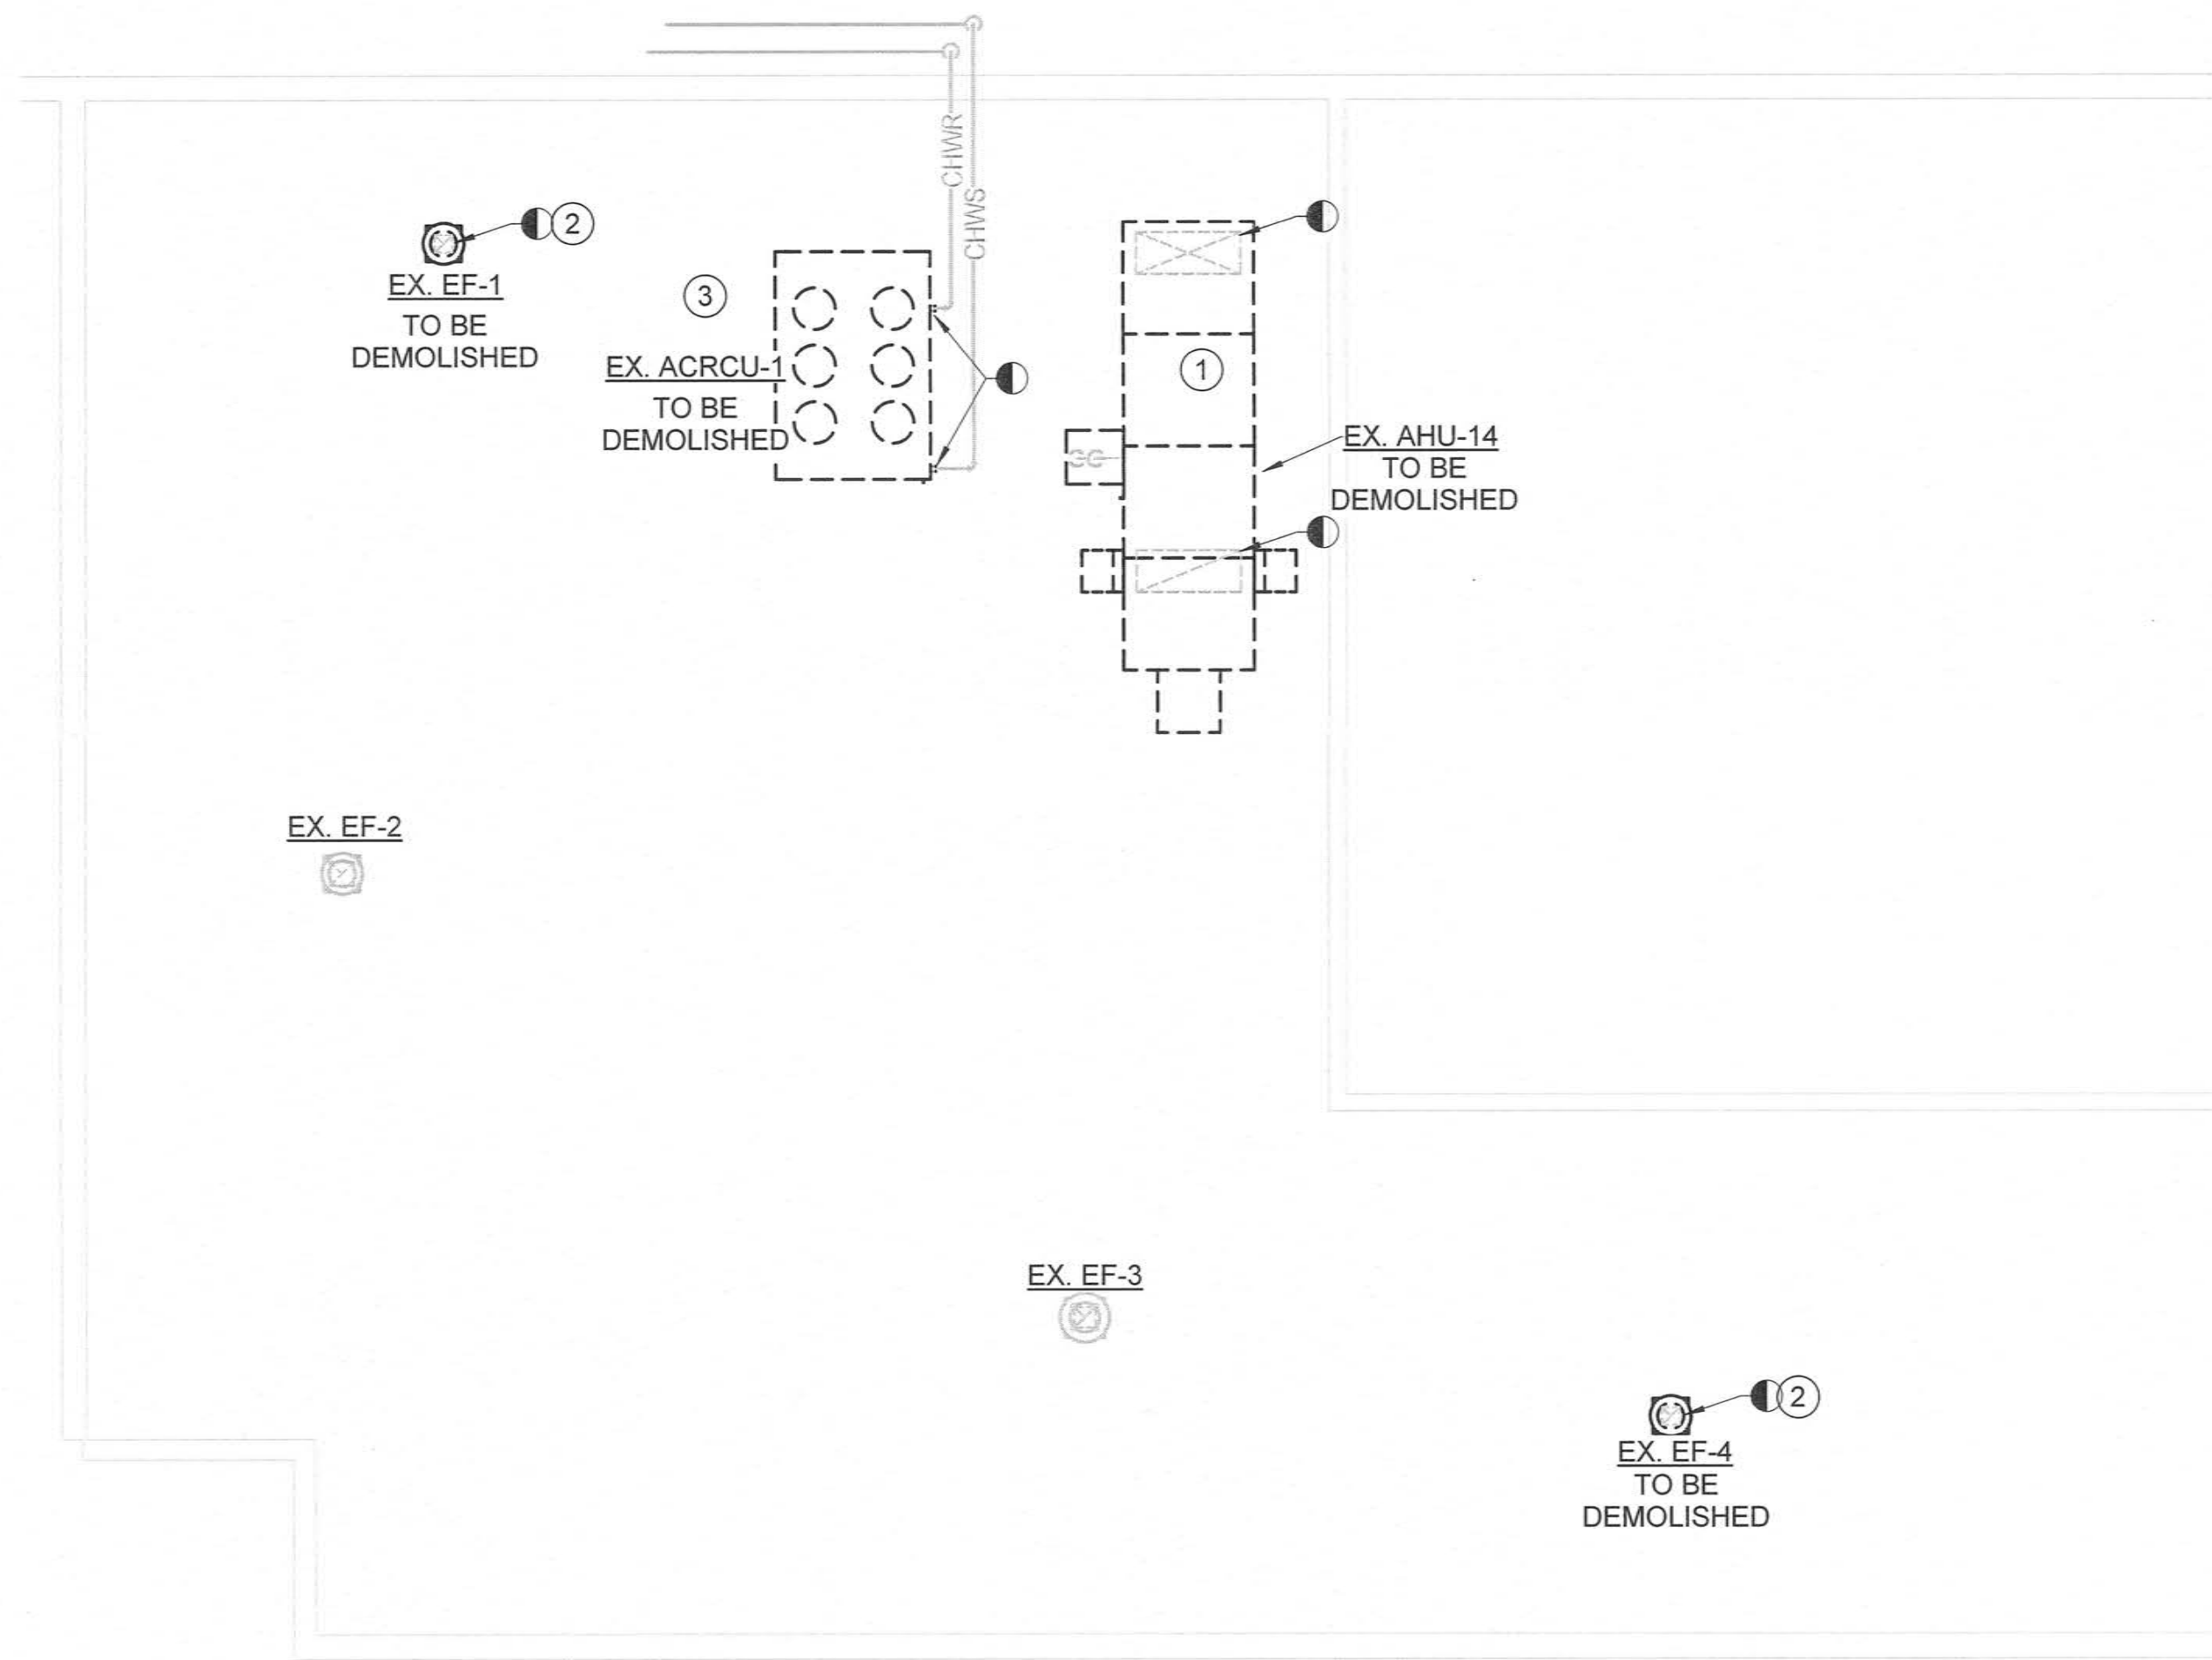 CHWR
CHWS
2
EX. EF-1
TO BE
DEMOLISHED
3
EX. ACRCU-1
TO BE
DEMOLISHED
1
EX. AHU-14
TO BE
DEMOLISHED
EX. EF-2
EX. EF-3
2
EX. EF-4
TO BE
DEMOLISHED